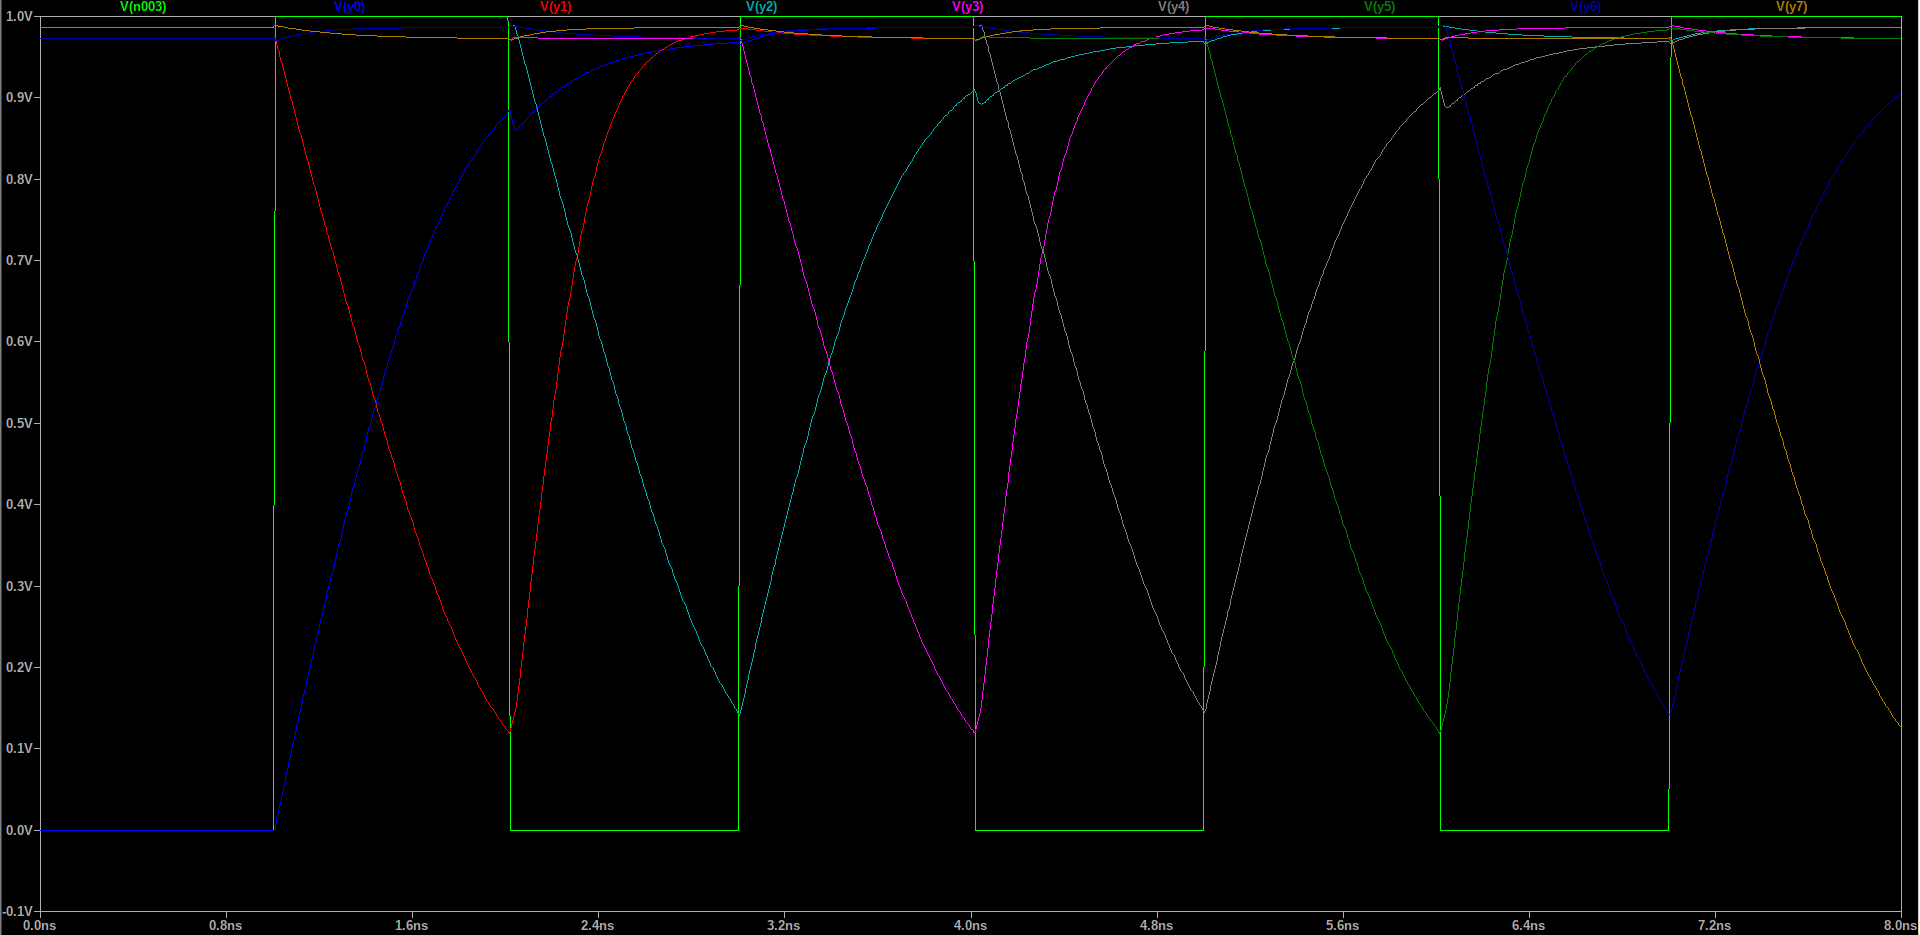 V(n003) V(y0) V(y1) V(y2) V(y3) V(y4) V(y5) V(y6) V(y7)
1.0V
0.9V
0.8V
0.7V
0.6V
0.5V
0.4V
0.3V
0.2V
0.1V
0.0V
-0.1V
0.0ns 0.8ns 1.6ns 2.4ns 3.2ns 4.0ns 4.8ns 5.6ns 6.4ns 7.2ns 8.0ns